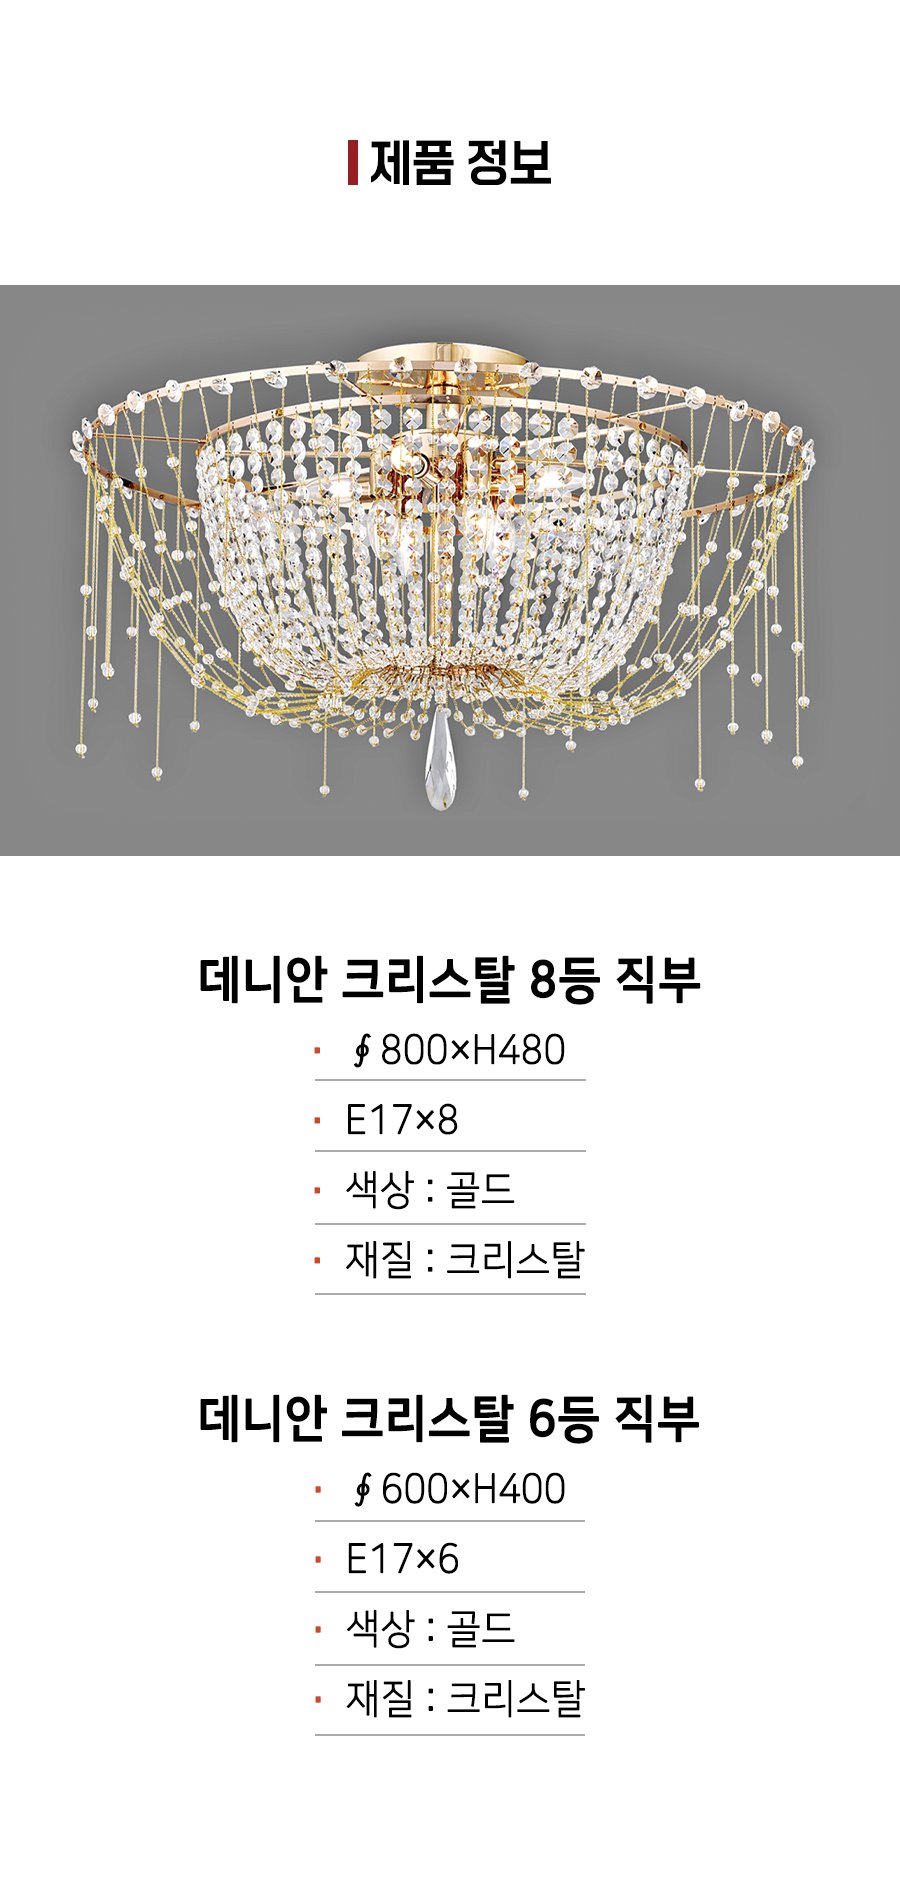 제품 정보
데니안 크리스탈 8등 직부
· ∮800×H480
· E17×8
· 색상 : 골드
· 재질 : 크리스탈
데니안 크리스탈 6등 직부
· ∮600×H400
· E17×6
· 색상 : 골드
· 재질 : 크리스탈